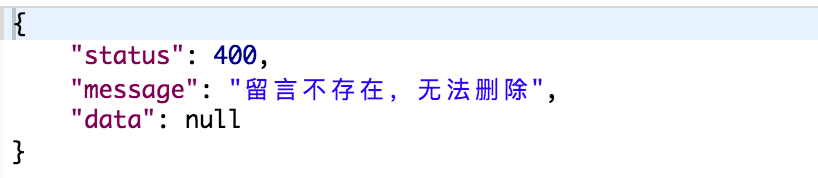 {
    "status": 400,
    "message": "留言不存在，无法删除",
    "data": null
}